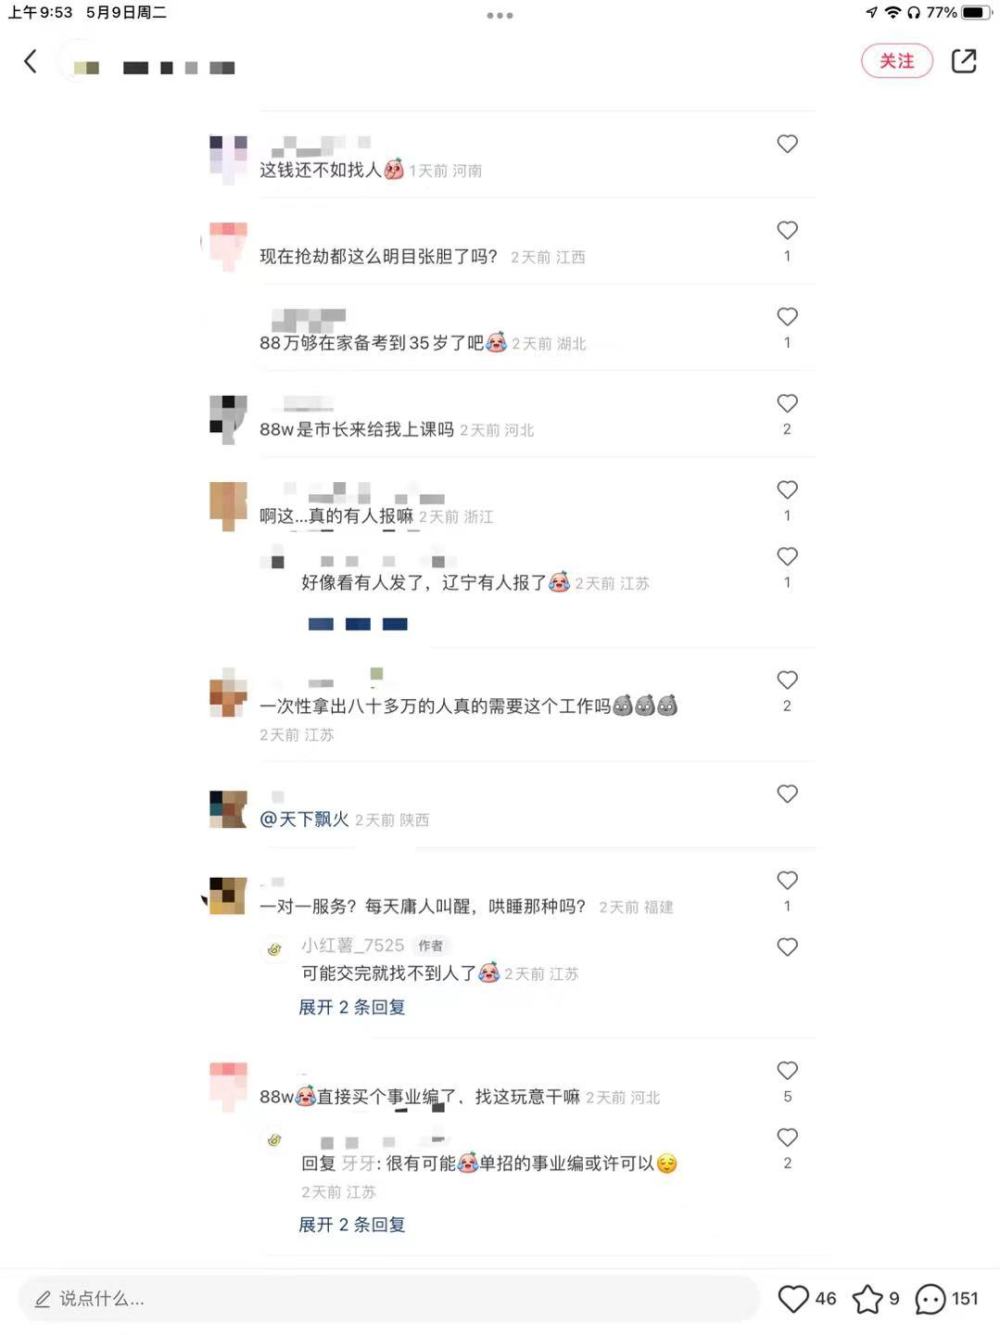 上午9:53 5月9日周二
77%
关注
这钱还不如找人 1天前 河南
现在抢劫都这么明目张胆了吗？ 2天前 江西
1
88万够在家备考到35岁了吧 2天前 湖北
1
88w是市长来给我上课吗 2天前 河北
2
啊这...真的有人报嘛 2天前 浙江
1
好像看有人发了，辽宁有人报了 2天前 江苏
1
一次性拿出八十多万的人真的需要这个工作吗
2天前 江苏
2
@天下飘火 2天前 陕西
一对一服务？每天庸人叫醒，哄睡那种吗？ 2天前 福建
1
小红薯_7525 作者
可能交完就找不到人了 2天前 江苏
展开 2 条回复
88w直接买个事业编了，找这玩意干嘛 2天前 河北
5
回复 牙牙: 很有可能单招的事业编或许可以
2天前 江苏
2
展开 2 条回复
说点什么...
46
9
151